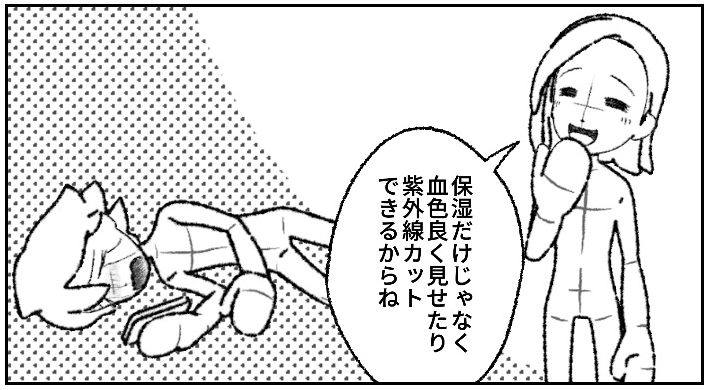 保湿だけじゃなく
血色良く見せたり
紫外線カット
できるからね